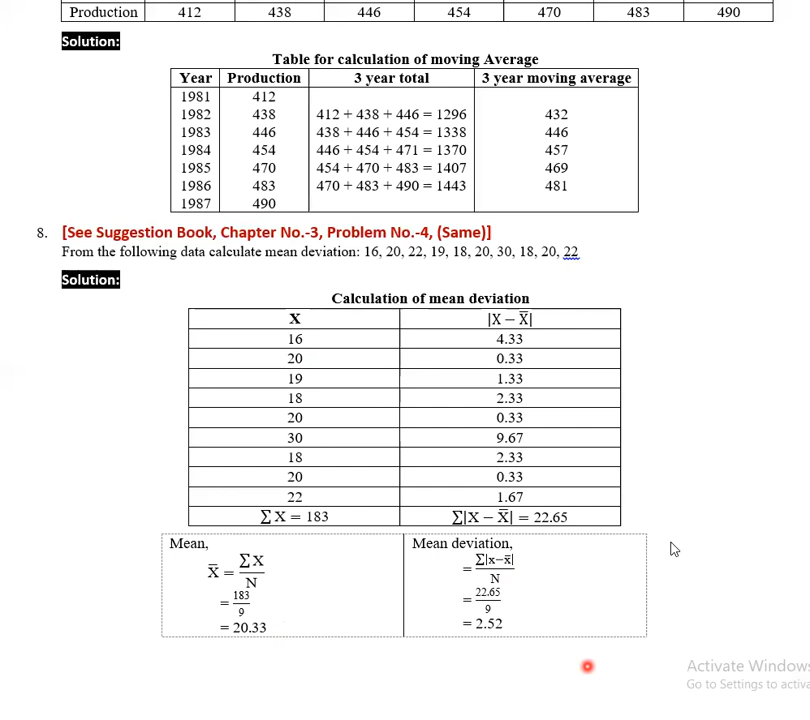 Production 412 438 446 454 470 483 490
Solution:
Table for calculation of moving Average
Year Production 3 year total 3 year moving average
1981 412
1982 438 412 + 438 + 446 = 1296 432
1983 446 438 + 446 + 454 = 1338 446
1984 454 446 + 454 + 471 = 1370 457
1985 470 454 + 470 + 483 = 1407 469
1986 483 470 + 483 + 490 = 1443 481
1987 490
8. [See Suggestion Book, Chapter No.-3, Problem No.-4, (Same)]
From the following data calculate mean deviation: 16, 20, 22, 19, 18, 20, 30, 18, 20, 22
Solution:
Calculation of mean deviation
X |X – X̅|
16 4.33
20 0.33
19 1.33
18 2.33
20 0.33
30 9.67
18 2.33
20 0.33
22 1.67
∑X = 183 ∑|X – X̅| = 22.65
Mean, Mean deviation,
X̅ = ∑X/N = ∑|x–x̅|/N
= 183/9 = 22.65/9
= 20.33 = 2.52
Activate Windows
Go to Settings to activa